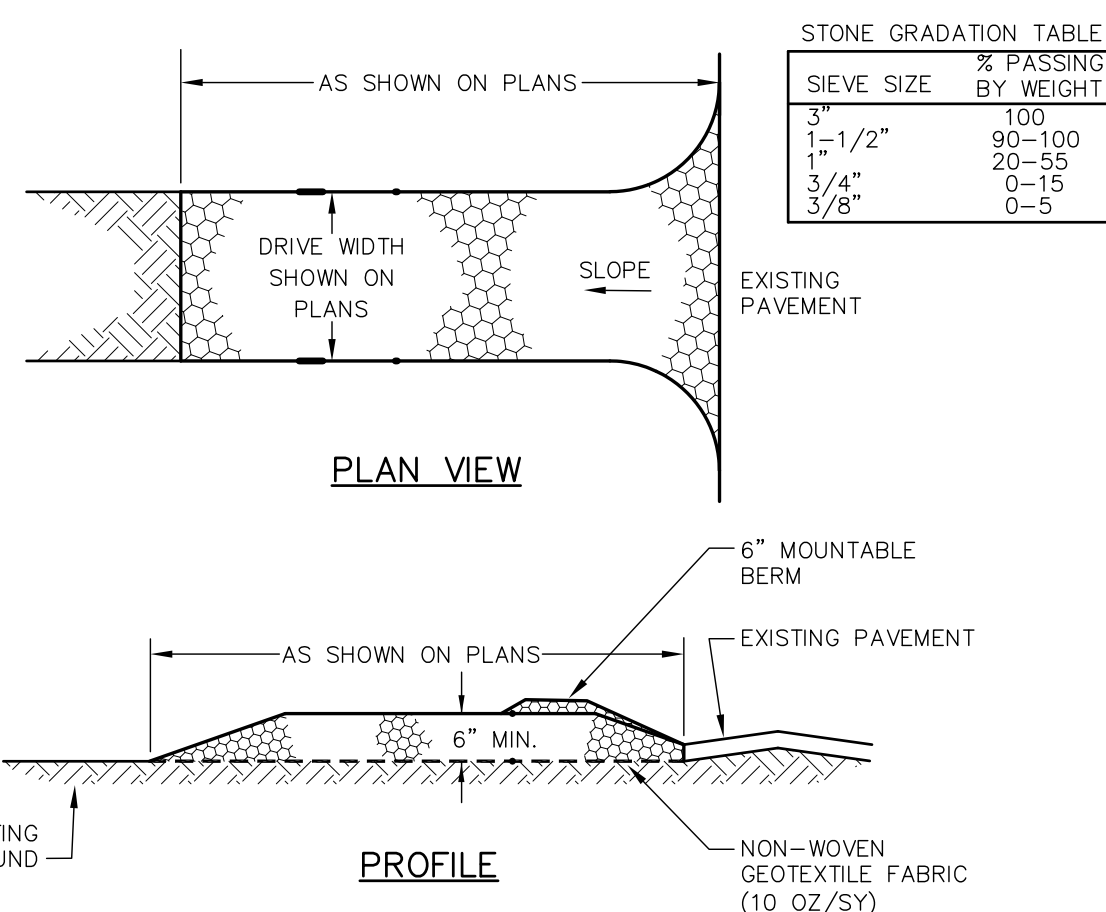 STONE GRADATION TABLE
SIEVE SIZE
% PASSING
BY WEIGHT
3" 100
1-1/2" 90-100
1" 20-55
3/4" 0-15
3/8" 0-5
AS SHOWN ON PLANS
DRIVE WIDTH
SHOWN ON
PLANS
SLOPE
EXISTING
PAVEMENT
PLAN VIEW
6" MOUNTABLE
BERM
EXISTING PAVEMENT
AS SHOWN ON PLANS
6" MIN.
TING
UND
PROFILE
NON-WOVEN
GEOTEXTILE FABRIC
(10 OZ/SY)